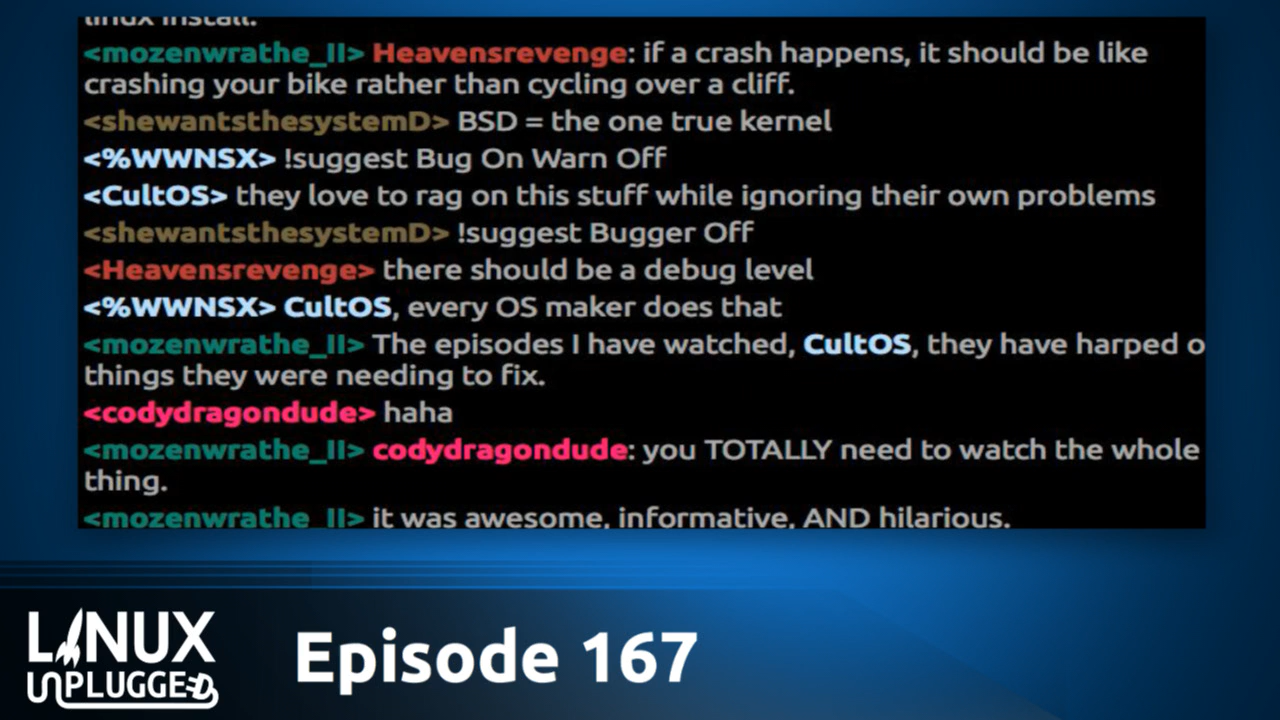 linux install.
<mozenwrathe_II> Heavensrevenge: if a crash happens, it should be like
crashing your bike rather than cycling over a cliff.
<shewantsthesystemD> BSD = the one true kernel
<%WWNSX> !suggest Bug On Warn Off
<CultOS> they love to rag on this stuff while ignoring their own problems
<shewantsthesystemD> !suggest Bugger Off
<Heavensrevenge> there should be a debug level
<%WWNSX> CultOS, every OS maker does that
<mozenwrathe_II> The episodes I have watched, CultOS, they have harped o
things they were needing to fix.
<codydragondude> haha
<mozenwrathe_II> codydragondude: you TOTALLY need to watch the whole
thing.
<mozenwrathe_II> it was awesome, informative, AND hilarious.
LINUX
UNPLUGGED
Episode 167